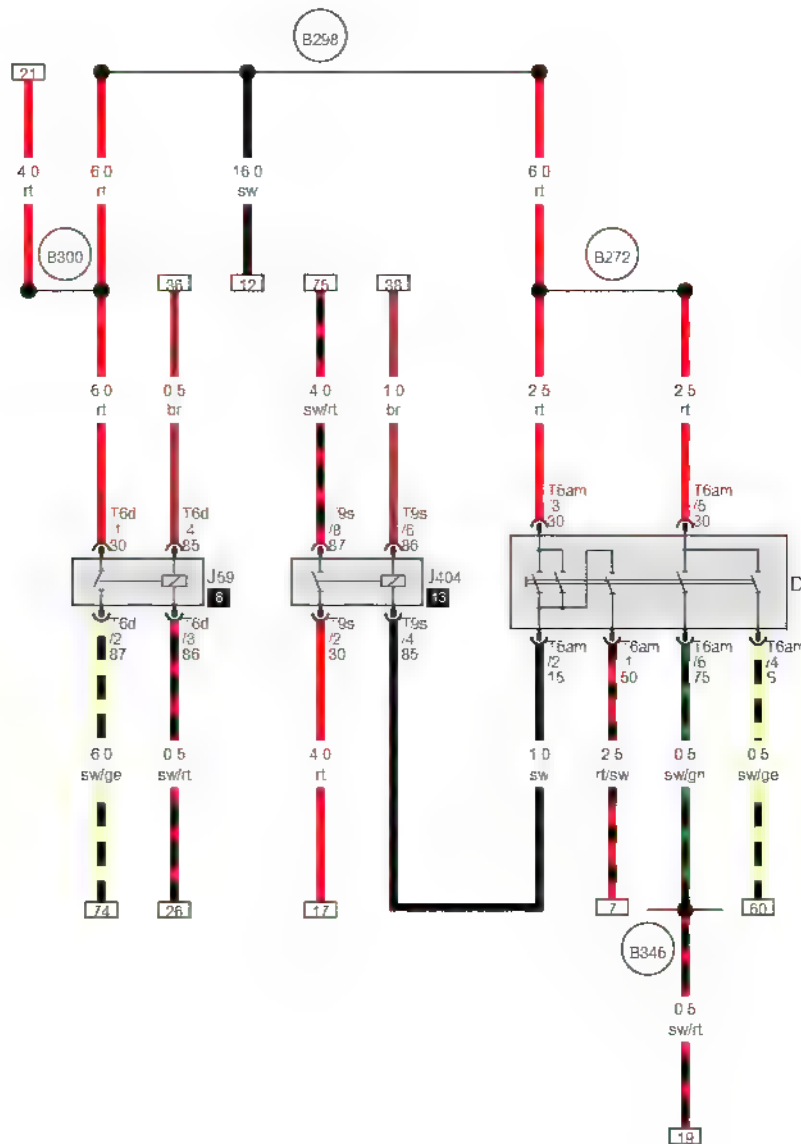 B298
21
4.0
rt
6.0
rt
16.0
sw
6.0
rt
B300
B272
36
12
75
38
6.0
rt
0.5
br
4.0
sw/rt
1.0
br
2.5
rt
2.5
rt
T6d
1
30
T6d
4
85
T9s
/8
87
T9s
/6
86
T6am
/3
30
T6am
/5
30
J59
8
J404
13
D
T6d
/2
87
T6d
/3
86
T9s
/2
30
T9s
/4
85
T6am
/2
15
T6am
1
50
T6am
/6
75
T6am
/4
S
6.0
sw/ge
0.5
sw/rt
4.0
rt
1.0
sw
2.5
rt/sw
0.5
sw/gn
0.5
sw/ge
74
26
17
7
60
B346
0.5
sw/rt
19